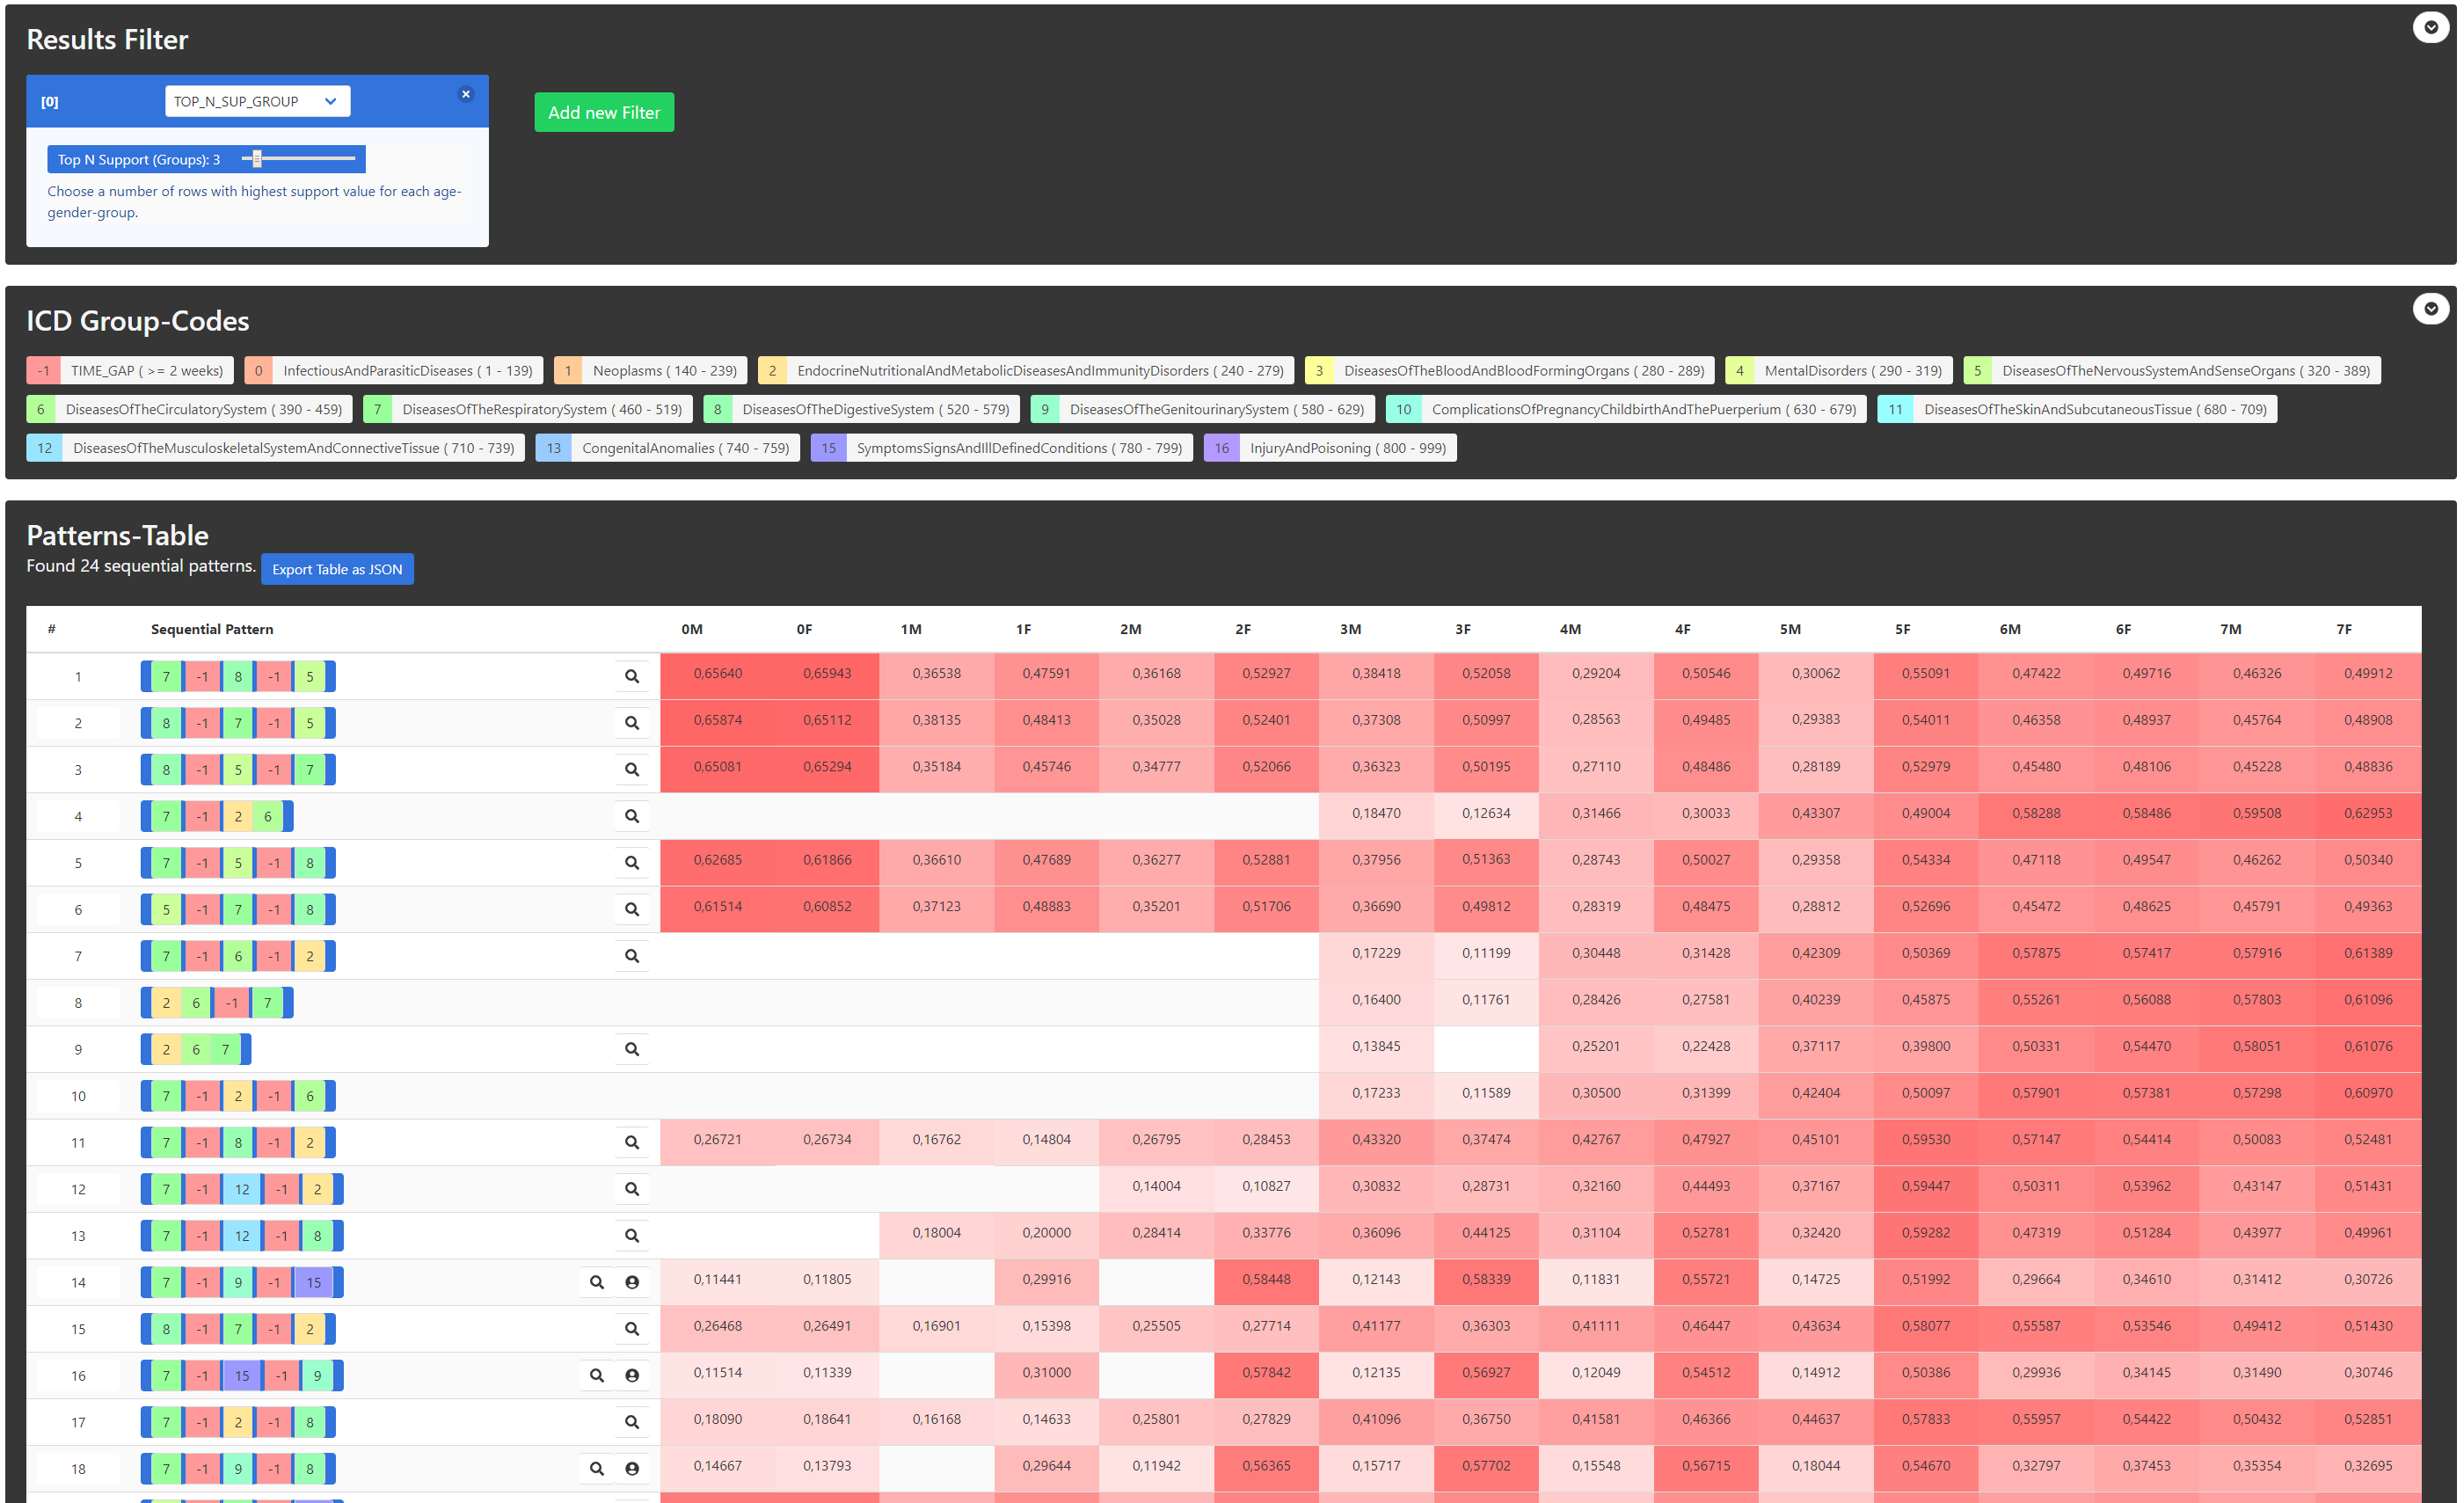 Results Filter
[0] TOP_N_SUP_GROUP
Add new Filter
Top N Support (Groups): 3
Choose a number of rows with highest support value for each age-
gender-group.
ICD Group-Codes
-1 TIME_GAP ( >= 2 weeks) 0 InfectiousAndParasiticDiseases ( 1 - 139) 1 Neoplasms ( 140 - 239) 2 EndocrineNutritionalAndMetabolicDiseasesAndImmunityDisorders ( 240 - 279) 3 DiseasesOfTheBloodAndBloodFormingOrgans ( 280 - 289) 4 MentalDisorders ( 290 - 319) 5 DiseasesOfTheNervousSystemAndSenseOrgans ( 320 - 389)
6 DiseasesOfTheCirculatorySystem ( 390 - 459) 7 DiseasesOfTheRespiratorySystem ( 460 - 519) 8 DiseasesOfTheDigestiveSystem ( 520 - 579) 9 DiseasesOfTheGenitourinarySystem ( 580 - 629) 10 ComplicationsOfPregnancyChildbirthAndThePuerperium ( 630 - 679) 11 DiseasesOfTheSkinAndSubcutaneousTissue ( 680 - 709)
12 DiseasesOfTheMusculoskeletalSystemAndConnectiveTissue ( 710 - 739) 13 CongenitalAnomalies ( 740 - 759) 15 SymptomsSignsAndIllDefinedConditions ( 780 - 799) 16 InjuryAndPoisoning ( 800 - 999)
Patterns-Table
Found 24 sequential patterns. Export Table as JSON
# Sequential Pattern 0M 0F 1M 1F 2M 2F 3M 3F 4M 4F 5M 5F 6M 6F 7M 7F
1 7 -1 8 -1 5 0,65640 0,65943 0,36538 0,47591 0,36168 0,52927 0,38418 0,52058 0,29204 0,50546 0,30062 0,55091 0,47422 0,49716 0,46326 0,49912
2 8 -1 7 -1 5 0,65874 0,65112 0,38135 0,48413 0,35028 0,52401 0,37308 0,50997 0,28563 0,49485 0,29383 0,54011 0,46358 0,48937 0,45764 0,48908
3 8 -1 5 -1 7 0,65081 0,65294 0,35184 0,45746 0,34777 0,52066 0,36323 0,50195 0,27110 0,48486 0,28189 0,52979 0,45480 0,48106 0,45228 0,48836
4 7 -1 2 6 0,18470 0,12634 0,31466 0,30033 0,43307 0,49004 0,58288 0,58486 0,59508 0,62953
5 7 -1 5 -1 8 0,62685 0,61866 0,36610 0,47689 0,36277 0,52881 0,37956 0,51363 0,28743 0,50027 0,29358 0,54334 0,47118 0,49547 0,46262 0,50340
6 5 -1 7 -1 8 0,61514 0,60852 0,37123 0,48883 0,35201 0,51706 0,36690 0,49812 0,28319 0,48475 0,28812 0,52696 0,45472 0,48625 0,45791 0,49363
7 7 -1 6 -1 2 0,17229 0,11199 0,30448 0,31428 0,42309 0,50369 0,57875 0,57417 0,57916 0,61389
8 2 6 -1 7 0,16400 0,11761 0,28426 0,27581 0,40239 0,45875 0,55261 0,56088 0,57803 0,61096
9 2 6 7 0,13845 0,25201 0,22428 0,37117 0,39800 0,50331 0,54470 0,58051 0,61076
10 7 -1 2 -1 6 0,17233 0,11589 0,30500 0,31399 0,42404 0,50097 0,57901 0,57381 0,57298 0,60970
11 7 -1 8 -1 2 0,26721 0,26734 0,16762 0,14804 0,26795 0,28453 0,43320 0,37474 0,42767 0,47927 0,45101 0,59530 0,57147 0,54414 0,50083 0,52481
12 7 -1 12 -1 2 0,14004 0,10827 0,30832 0,28731 0,32160 0,44493 0,37167 0,59447 0,50311 0,53962 0,43147 0,51431
13 7 -1 12 -1 8 0,18004 0,20000 0,28414 0,33776 0,36096 0,44125 0,31104 0,52781 0,32420 0,59282 0,47319 0,51284 0,43977 0,49961
14 7 -1 9 -1 15 0,11441 0,11805 0,29916 0,58448 0,12143 0,58339 0,11831 0,55721 0,14725 0,51992 0,29664 0,34610 0,31412 0,30726
15 8 -1 7 -1 2 0,26468 0,26491 0,16901 0,15398 0,25505 0,27714 0,41177 0,36303 0,41111 0,46447 0,43634 0,58077 0,55587 0,53546 0,49412 0,51430
16 7 -1 15 -1 9 0,11514 0,11339 0,31000 0,57842 0,12135 0,56927 0,12049 0,54512 0,14912 0,50386 0,29936 0,34145 0,31490 0,30746
17 7 -1 2 -1 8 0,18090 0,18641 0,16168 0,14633 0,25801 0,27829 0,41096 0,36750 0,41581 0,46366 0,44637 0,57833 0,55957 0,54422 0,50432 0,52851
18 7 -1 9 -1 8 0,14667 0,13793 0,29644 0,11942 0,56365 0,15717 0,57702 0,15548 0,56715 0,18044 0,54670 0,32797 0,37453 0,35354 0,32695